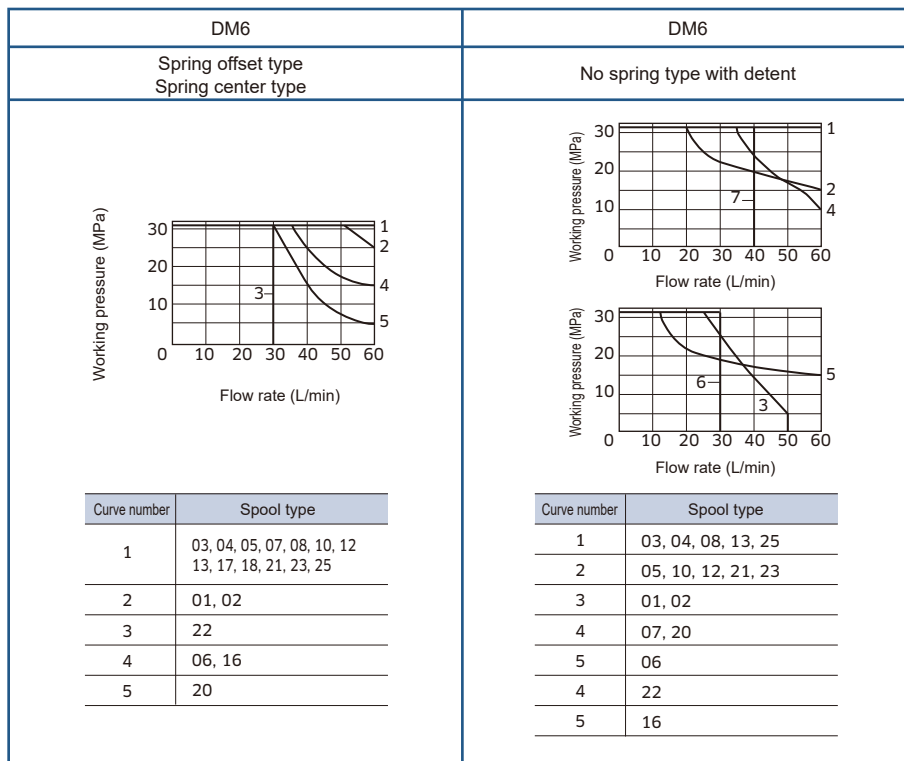 DM6
Spring offset type
Spring center type
Working pressure (MPa)
30
20
10
0 10 20 30 40 50 60
1
2
3
4
5
Flow rate (L/min)
Curve number Spool type
1 03, 04, 05, 07, 08, 10, 12
13, 17, 18, 21, 23, 25
2 01, 02
3 22
4 06, 16
5 20
DM6
No spring type with detent
Working pressure (MPa)
30
20
10
0 10 20 30 40 50 60
1
2
7
4
Flow rate (L/min)
Working pressure (MPa)
30
20
10
0 10 20 30 40 50 60
5
6
3
Flow rate (L/min)
Curve number Spool type
1 03, 04, 08, 13, 25
2 05, 10, 12, 21, 23
3 01, 02
4 07, 20
5 06
4 22
5 16